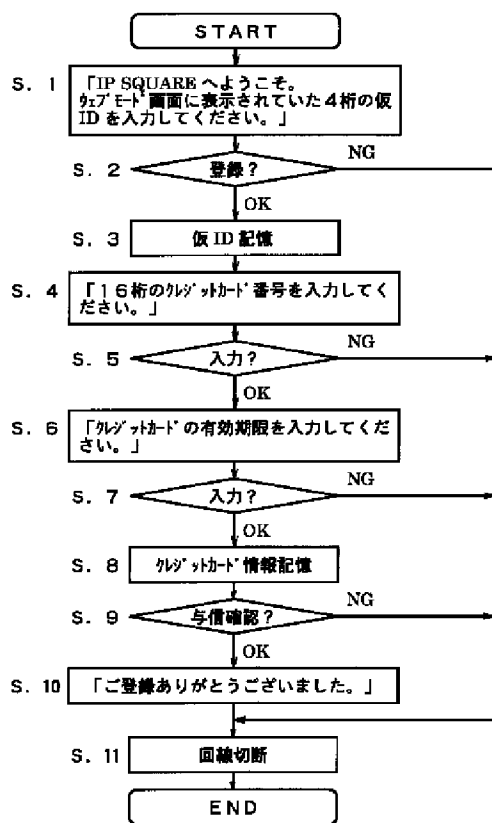 START
S. 1
「IP SQUARE へようこそ。
ｳｪﾌﾞﾓｰﾄﾞ画面に表示されていた４桁の仮
ID を入力してください。」
S. 2
登録？
NG
OK
S. 3
仮 ID 記憶
S. 4
「１６桁のｸﾚｼﾞｯﾄｶｰﾄﾞ番号を入力してく
ださい。」
S. 5
入力？
NG
OK
S. 6
「ｸﾚｼﾞｯﾄｶｰﾄﾞの有効期限を入力してくだ
さい。」
S. 7
入力？
NG
OK
S. 8
ｸﾚｼﾞｯﾄｶｰﾄﾞ情報記憶
S. 9
与信確認？
NG
OK
S. 10
「ご登録ありがとうございました。」
S. 11
回線切断
END